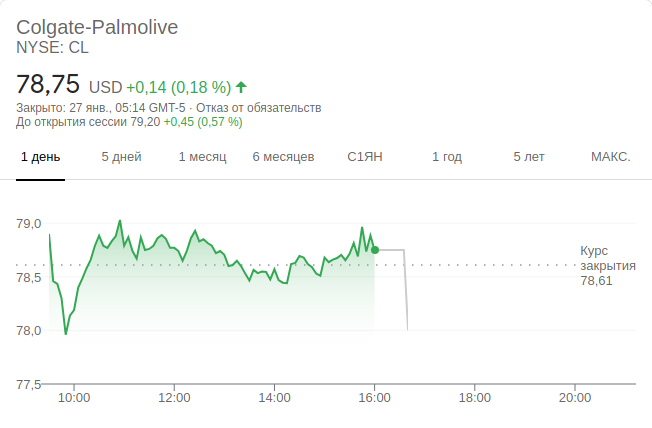 Colgate-Palmolive
NYSE: CL
78,75 USD +0,14 (0,18 %)
Закрыто: 27 янв., 05:14 GMT-5 · Отказ от обязательств
До открытия сессии 79,20 +0,45 (0,57 %)
1 день 5 дней 1 месяц 6 месяцев С1ЯН 1 год 5 лет МАКС.
79,0
78,5
78,0
77,5
Курс
закрытия
78,61
10:00 12:00 14:00 16:00 18:00 20:00